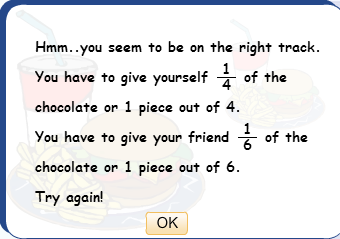 Hmm..you seem to be on the right track.
You have to give yourself 1/4 of the
chocolate or 1 piece out of 4.
You have to give your friend 1/6 of the
chocolate or 1 piece out of 6.
Try again!
OK